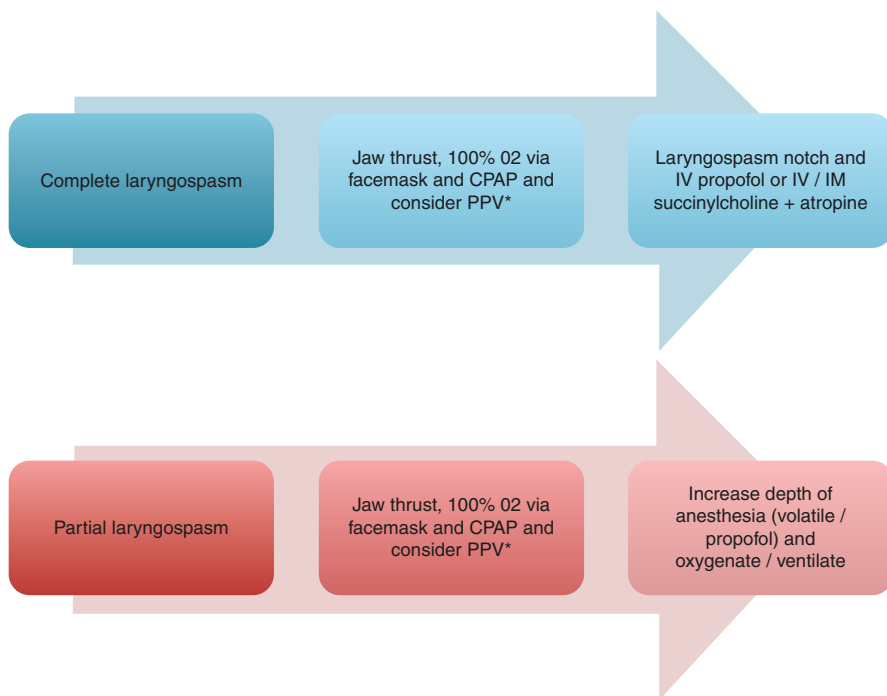 Complete laryngospasm
Jaw thrust, 100% 02 via
facemask and CPAP and
consider PPV*
Laryngospasm notch and
IV propofol or IV / IM
succinylcholine + atropine
Partial laryngospasm
Jaw thrust, 100% 02 via
facemask and CPAP and
consider PPV*
Increase depth of
anesthesia (volatile /
propofol) and
oxygenate / ventilate